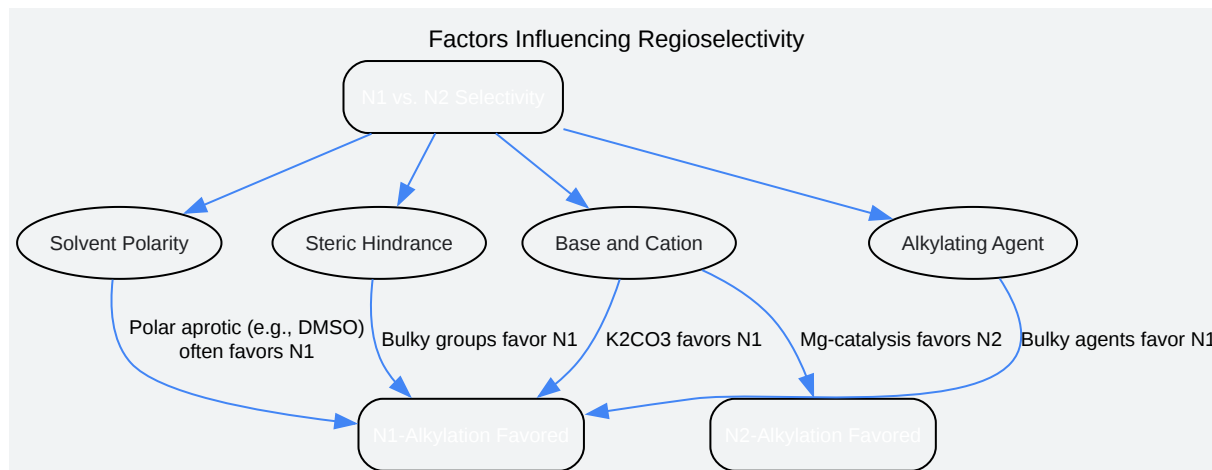 Factors Influencing Regioselectivity
N1 vs. N2 Selectivity
Solvent Polarity
Steric Hindrance
Base and Cation
Alkylating Agent
Polar aprotic (e.g., DMSO)
often favors N1
Bulky groups favor N1
K2CO3 favors N1
Mg-catalysis favors N2
Bulky agents favor N1
N1-Alkylation Favored
N2-Alkylation Favored